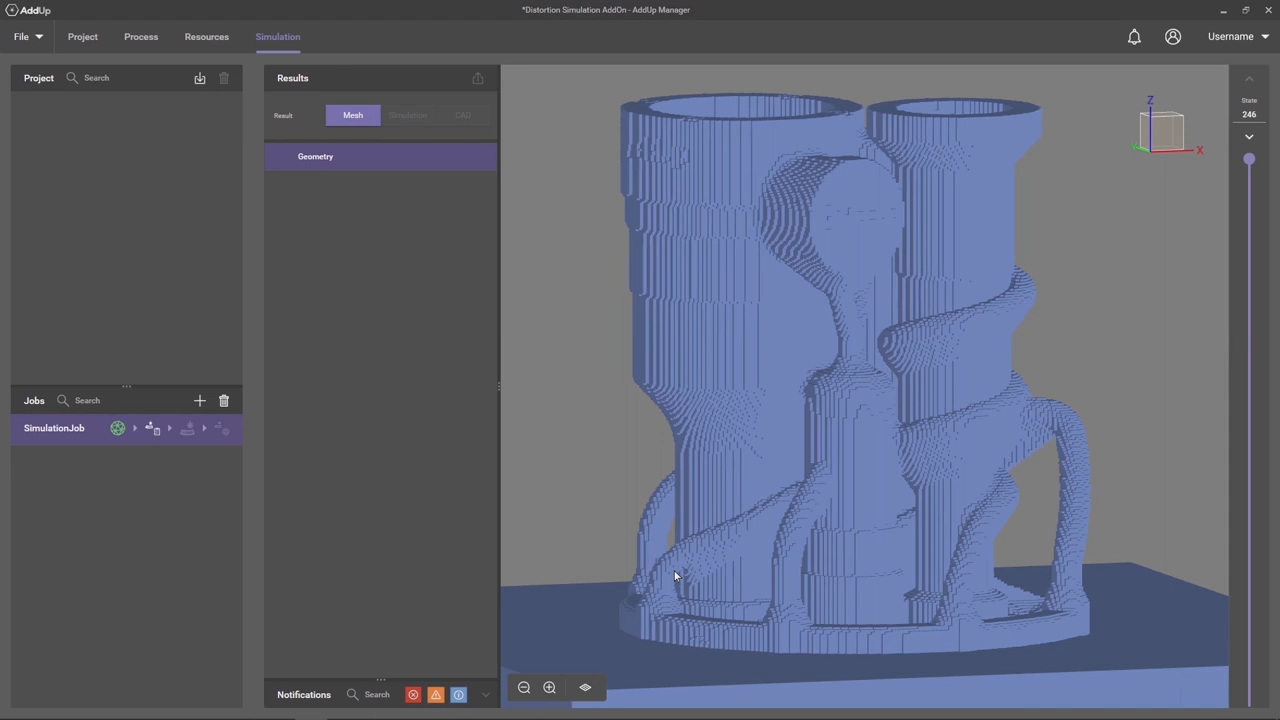 AddUp
*Distortion Simulation AddOn - AddUp Manager
File Project Process Resources Simulation Username
Project Search
Results
Result Mesh Simulation CAD
Geometry
State
246
Z
X
Y
Jobs Search
SimulationJob
Notifications Search